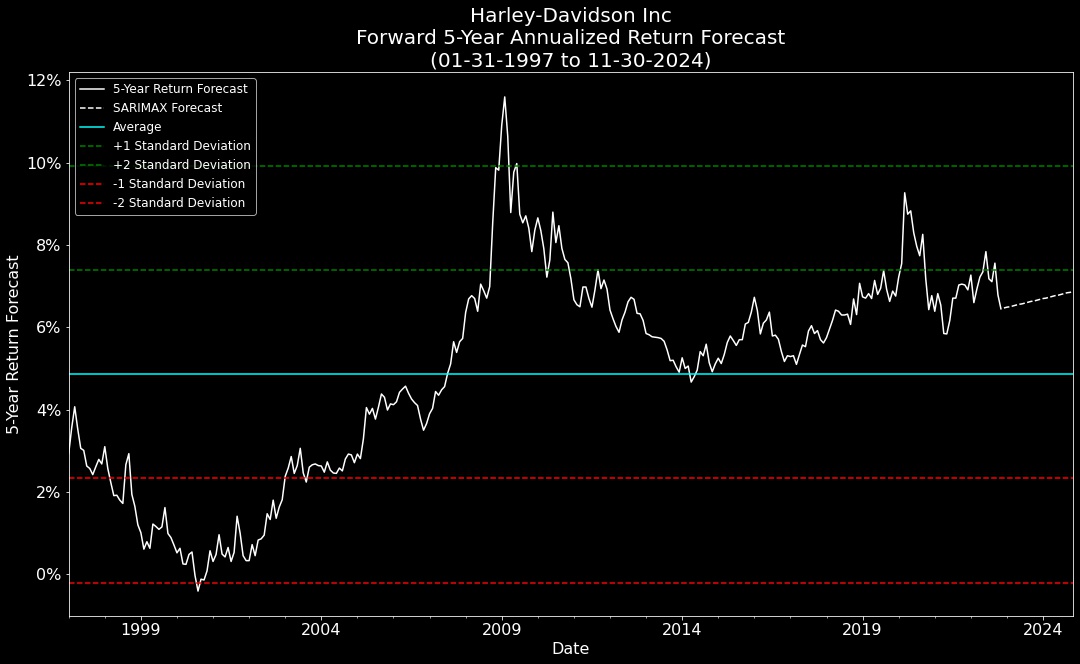 Harley-Davidson Inc
Forward 5-Year Annualized Return Forecast
(01-31-1997 to 11-30-2024)
5-Year Return Forecast
SARIMAX Forecast
Average
+1 Standard Deviation
+2 Standard Deviation
-1 Standard Deviation
-2 Standard Deviation
12%
10%
8%
6%
4%
2%
0%
5-Year Return Forecast
1999
2004
2009
2014
2019
2024
Date